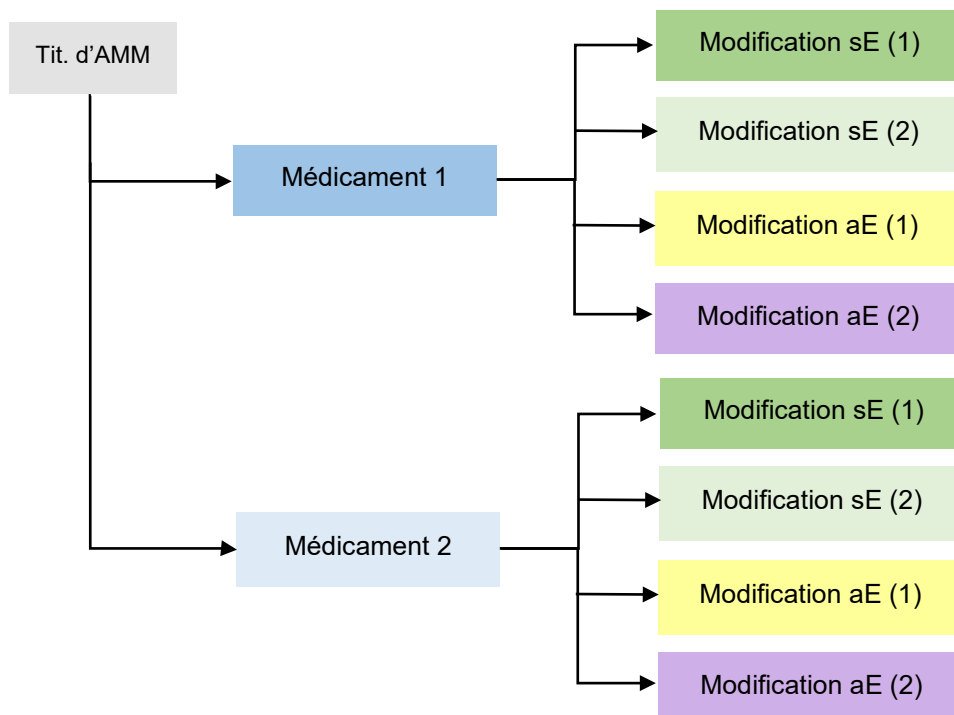 Tit. d'AMM
Médicament 1
Modification sE (1)
Modification sE (2)
Modification aE (1)
Modification aE (2)
Médicament 2
Modification sE (1)
Modification sE (2)
Modification aE (1)
Modification aE (2)